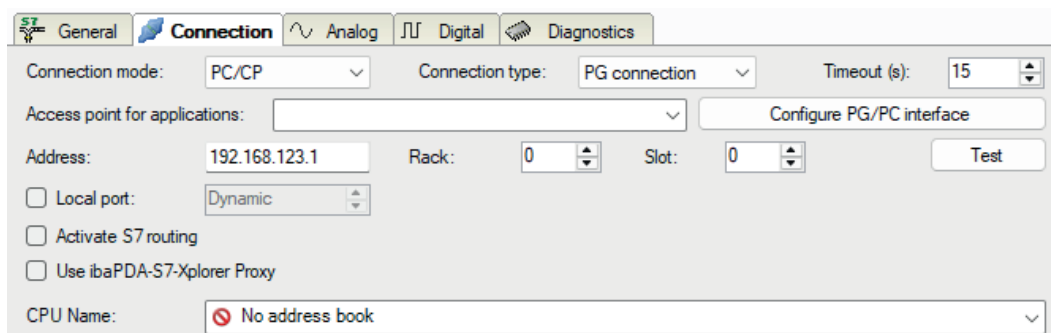 S7 General Connection Analog Digital Diagnostics
Connection mode: PC/CP Connection type: PG connection Timeout (s): 15
Access point for applications: Configure PG/PC interface
Address: 192.168.123.1 Rack: 0 Slot: 0 Test
Local port: Dynamic
Activate S7 routing
Use ibaPDA-S7-Xplorer Proxy
CPU Name: No address book